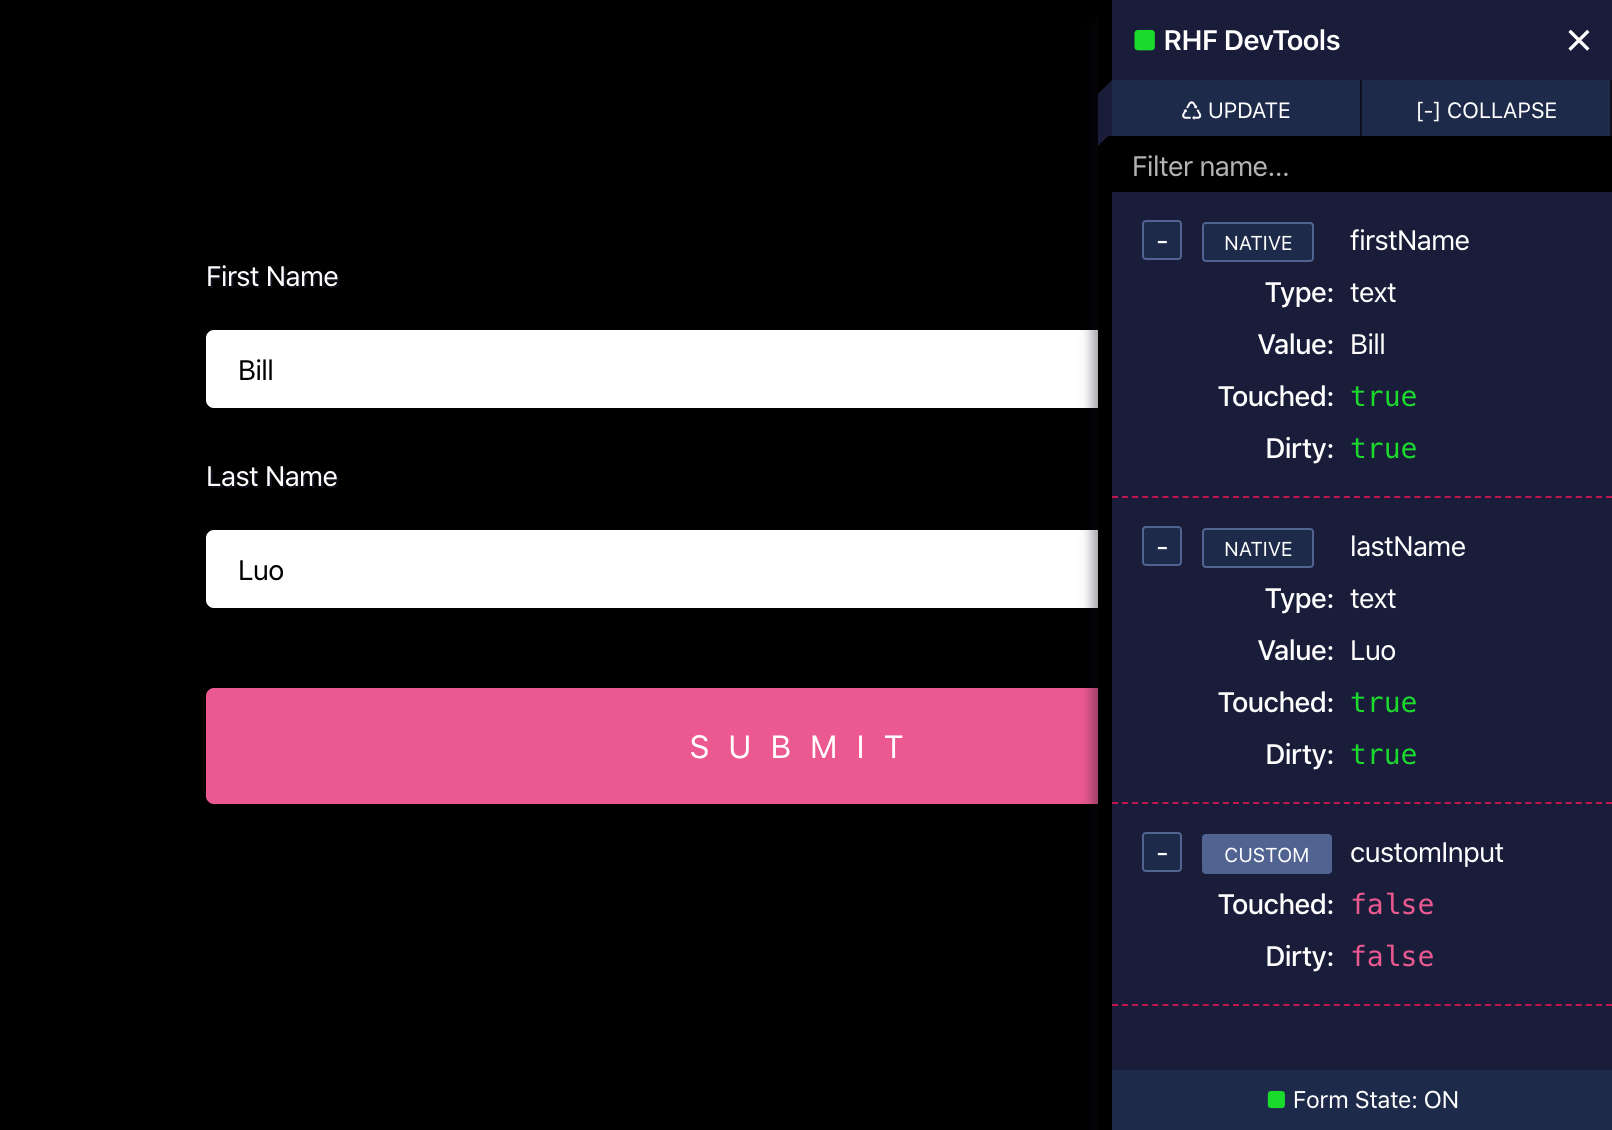 First Name
Bill
Last Name
Luo
SUBMIT
RHF DevTools
UPDATE
[-] COLLAPSE
Filter name...
- NATIVE firstName
Type: text
Value: Bill
Touched: true
Dirty: true
- NATIVE lastName
Type: text
Value: Luo
Touched: true
Dirty: true
- CUSTOM customInput
Touched: false
Dirty: false
Form State: ON